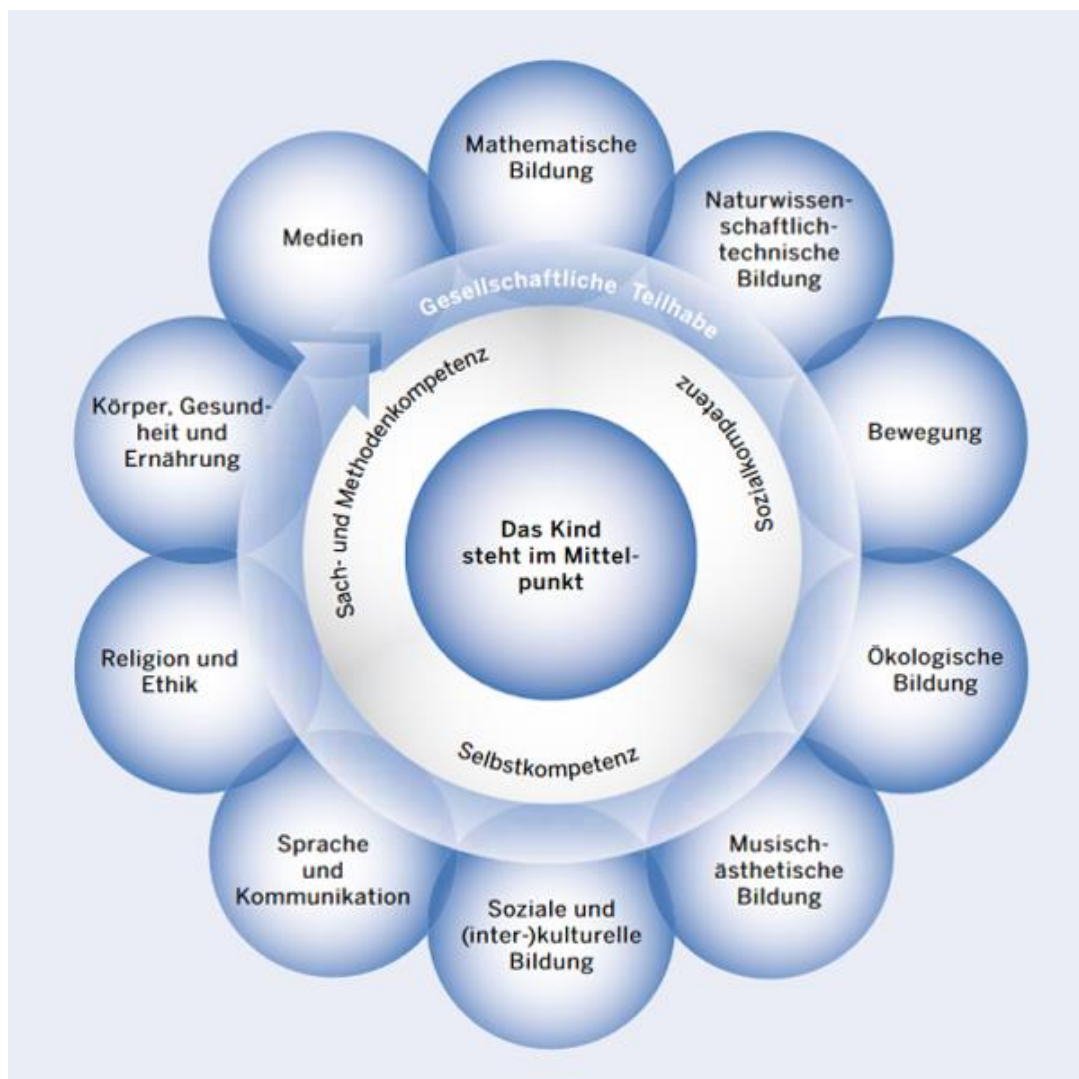 Mathematische
Bildung
Naturwissen-
schaftlich-
technische
Bildung
Bewegung
Ökologische
Bildung
Musisch-
ästhetische
Bildung
Soziale und
(inter-)kulturelle
Bildung
Sprache
und
Kommunikation
Religion und
Ethik
Körper, Gesund-
heit und
Ernährung
Medien
Gesellschaftliche Teilhabe
Sach- und Methodenkompetenz
Sozialkompetenz
Selbstkompetenz
Das Kind
steht im Mittel-
punkt